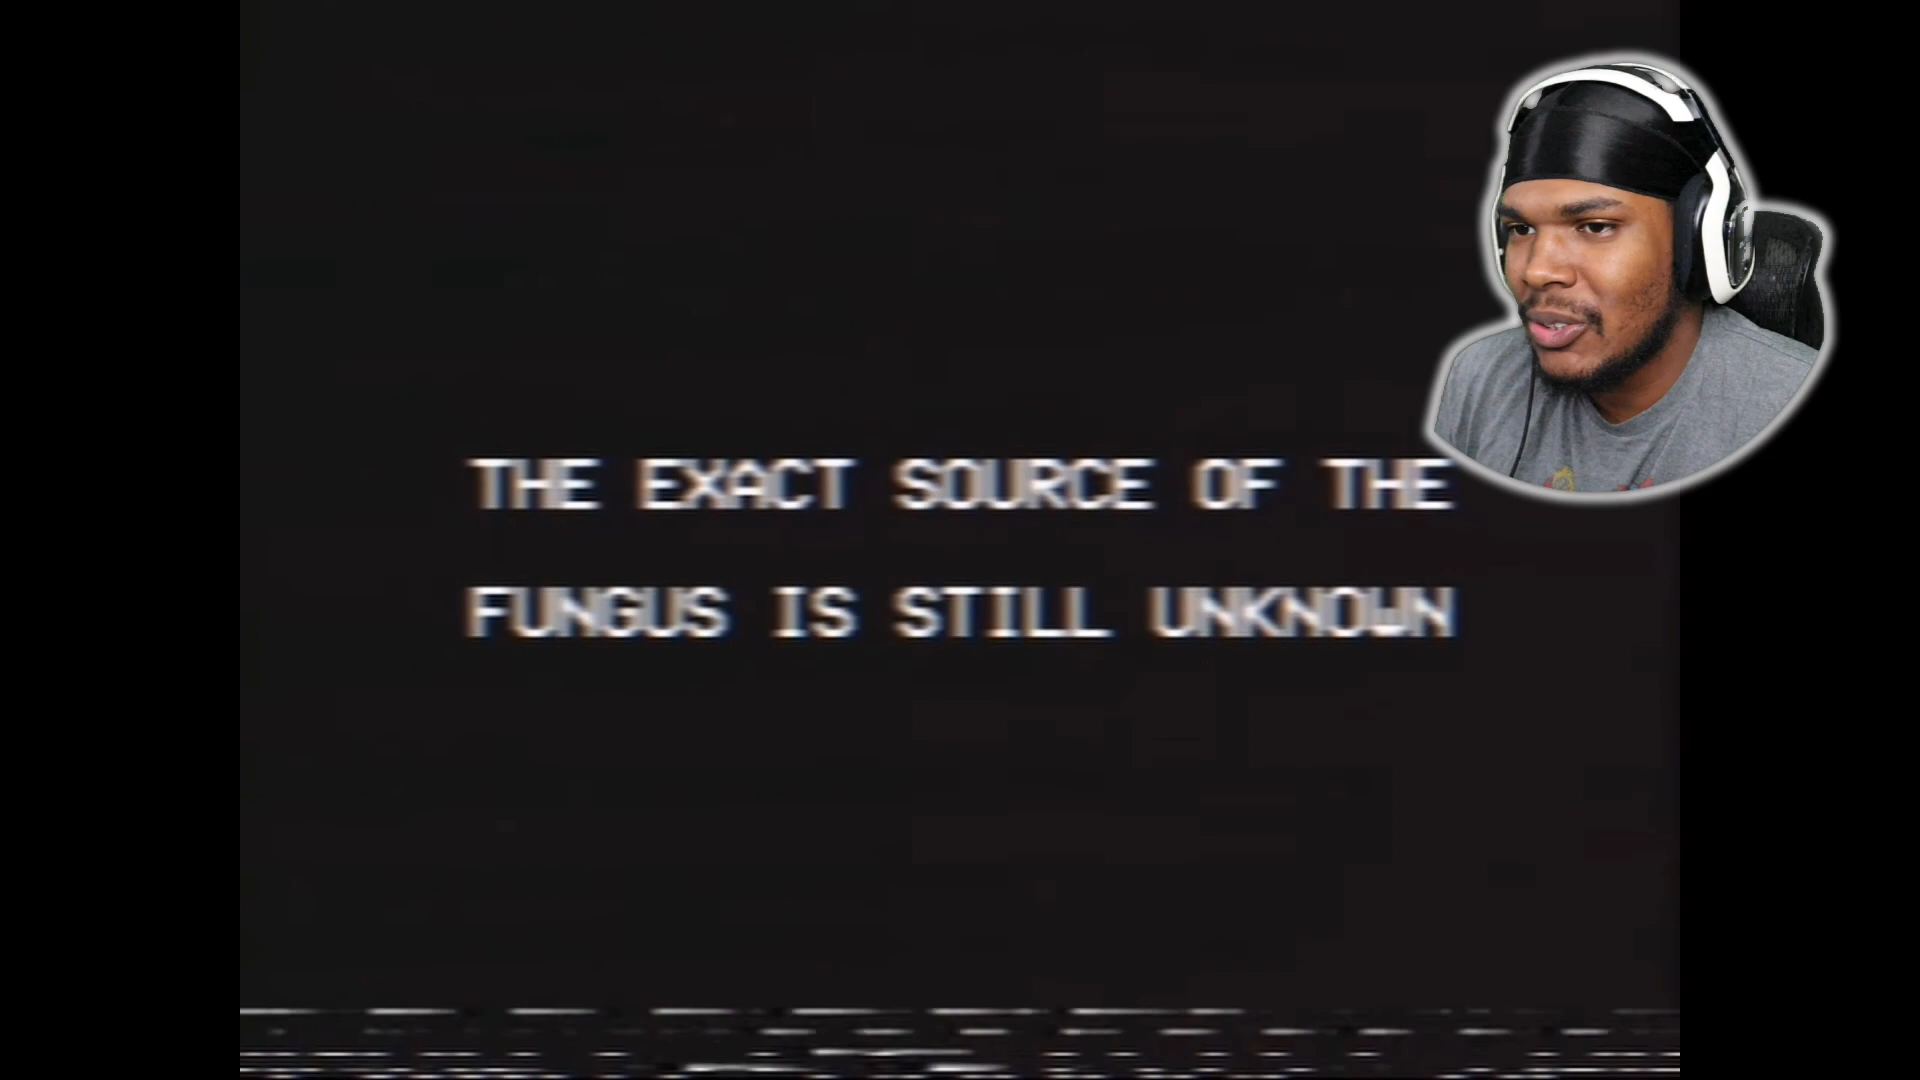 THE EXACT SOURCE OF THE
FUNGUS IS STILL UNKNOWN